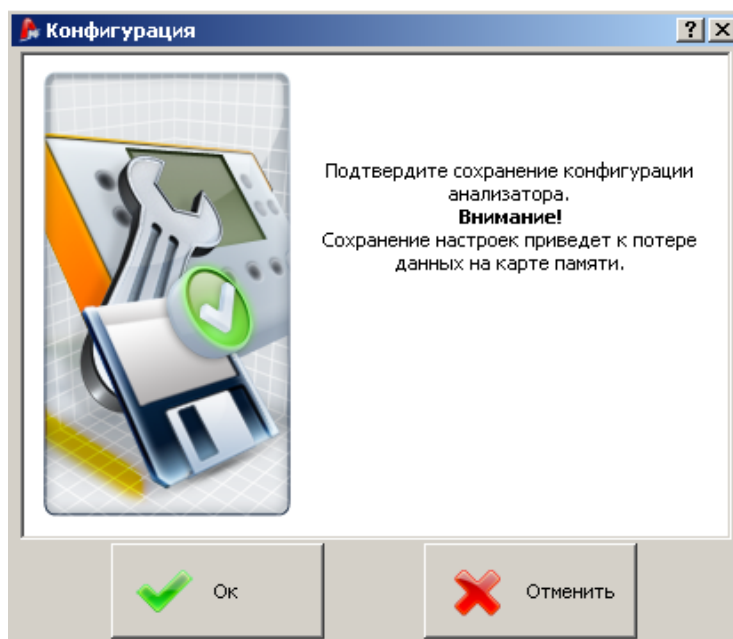 Конфигурация
Подтвердите сохранение конфигурации
анализатора.
Внимание!
Сохранение настроек приведет к потере
данных на карте памяти.
Ок
Отменить